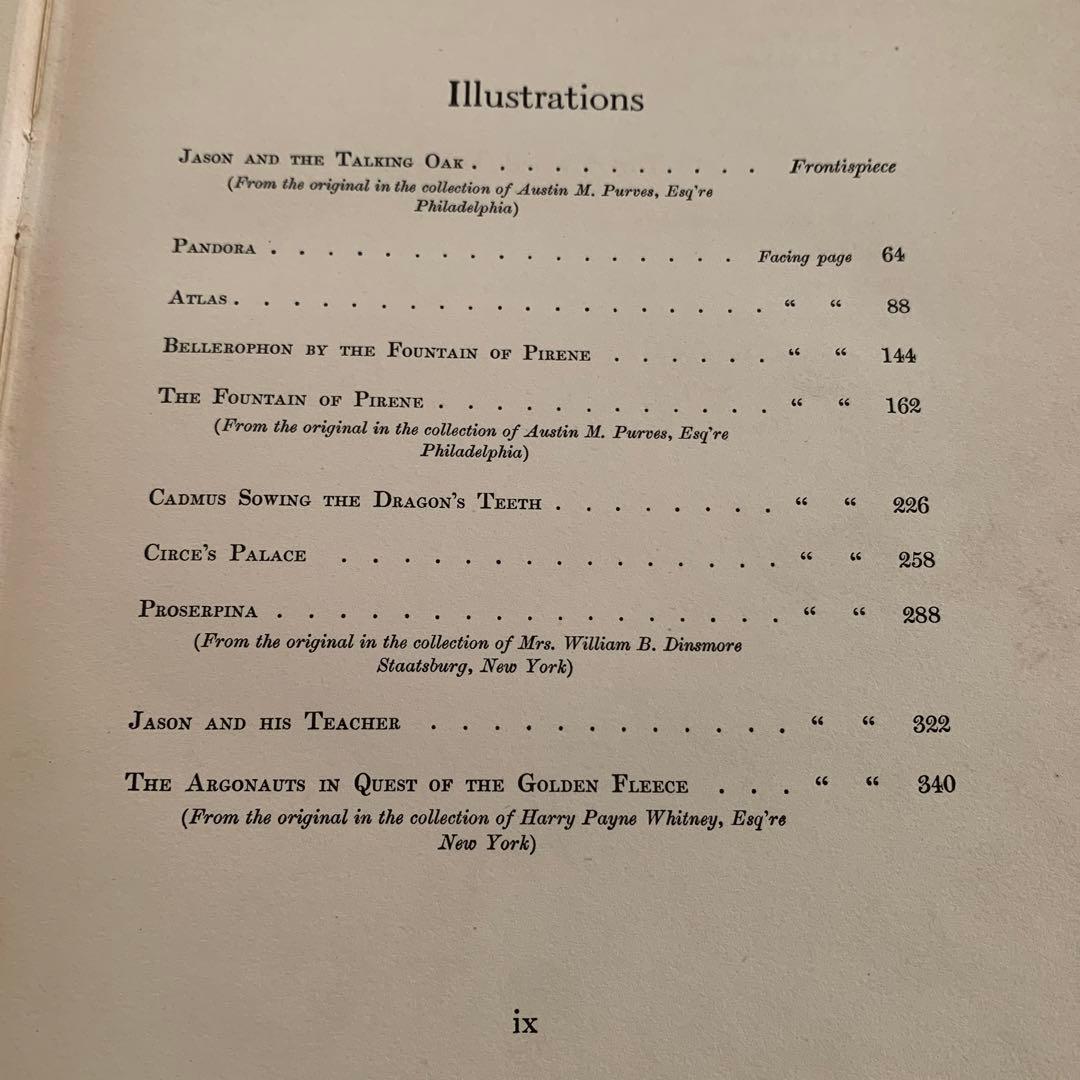 Illustrations
Jason and the Talking Oak . . . . . . . . . . Frontispiece
(From the original in the collection of Austin M. Purves, Esq're
Philadelphia)
Pandora . . . . . . . . . . . . . . . . . Facing page 64
Atlas . . . . . . . . . . . . . . . . . . “ “ 88
Bellerophon by the Fountain of Pirene . . . . . . “ “ 144
The Fountain of Pirene . . . . . . . . . . . . “ “ 162
(From the original in the collection of Austin M. Purves, Esq're
Philadelphia)
Cadmus Sowing the Dragon's Teeth . . . . . . . . “ “ 226
Circe's Palace . . . . . . . . . . . . . . . “ “ 258
Proserpina . . . . . . . . . . . . . . . . . “ “ 288
(From the original in the collection of Mrs. William B. Dinsmore
Staatsburg, New York)
Jason and his Teacher . . . . . . . . . . . . “ “ 322
The Argonauts in Quest of the Golden Fleece . . . “ “ 340
(From the original in the collection of Harry Payne Whitney, Esq're
New York)
ix